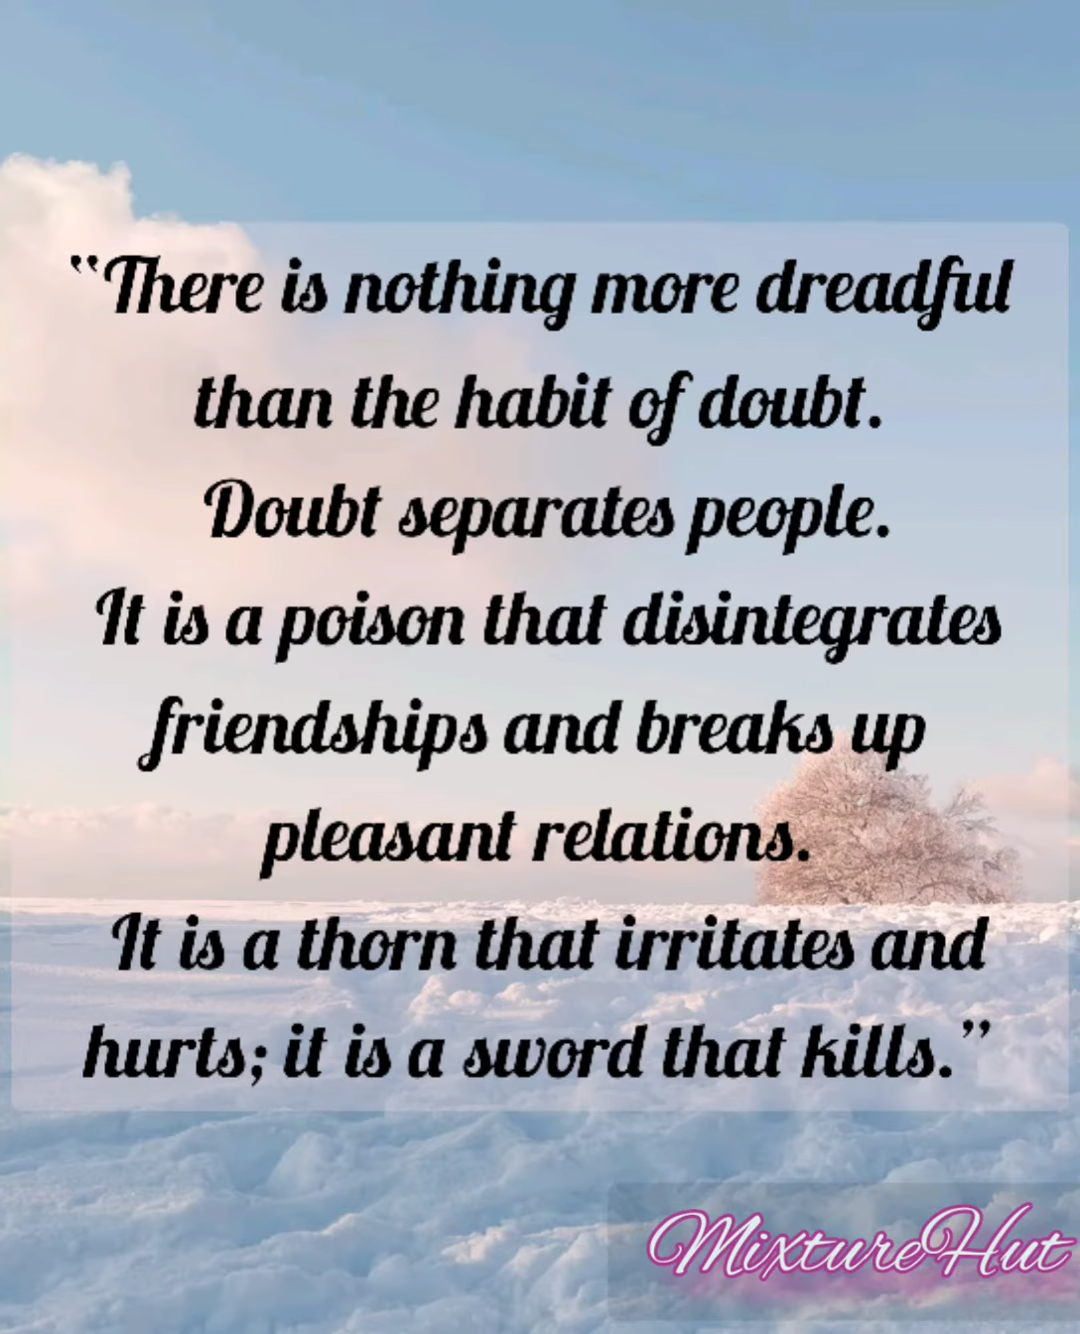 “There is nothing more dreadful
than the habit of doubt.
Doubt separates people.
It is a poison that disintegrates
friendships and breaks up
pleasant relations.
It is a thorn that irritates and
hurts; it is a sword that kills.”
MixtureHut